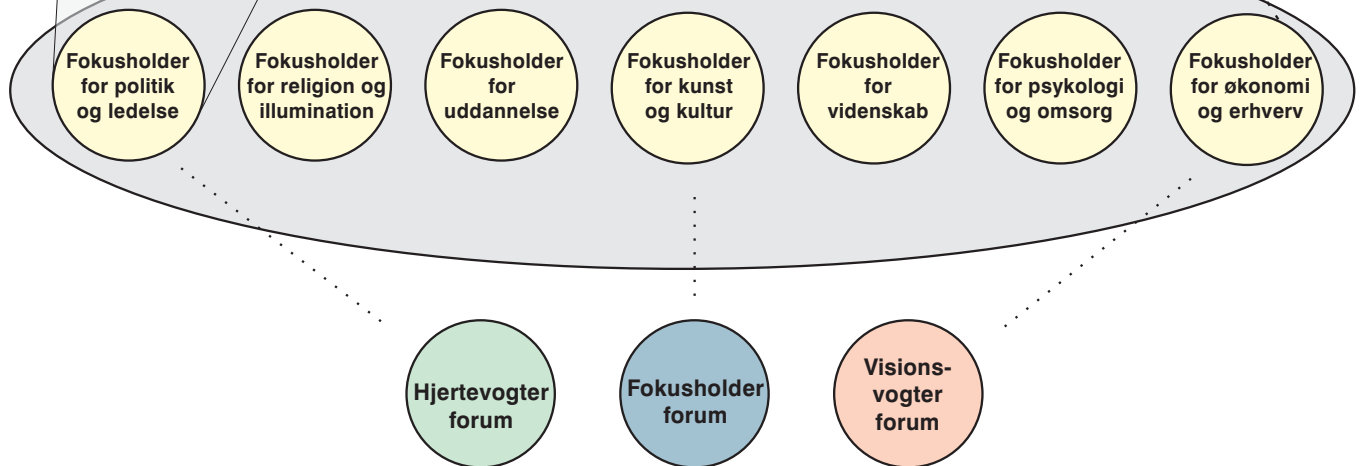 Fokusholder
for politik
og ledelse
Fokusholder
for religion og
illumination
Fokusholder
for
uddannelse
Fokusholder
for kunst
og kultur
Fokusholder
for
videnskab
Fokusholder
for psykologi
og omsorg
Fokusholder
for økonomi
og erhverv
Hjertevogter
forum
Fokusholder
forum
Visions-
vogter
forum